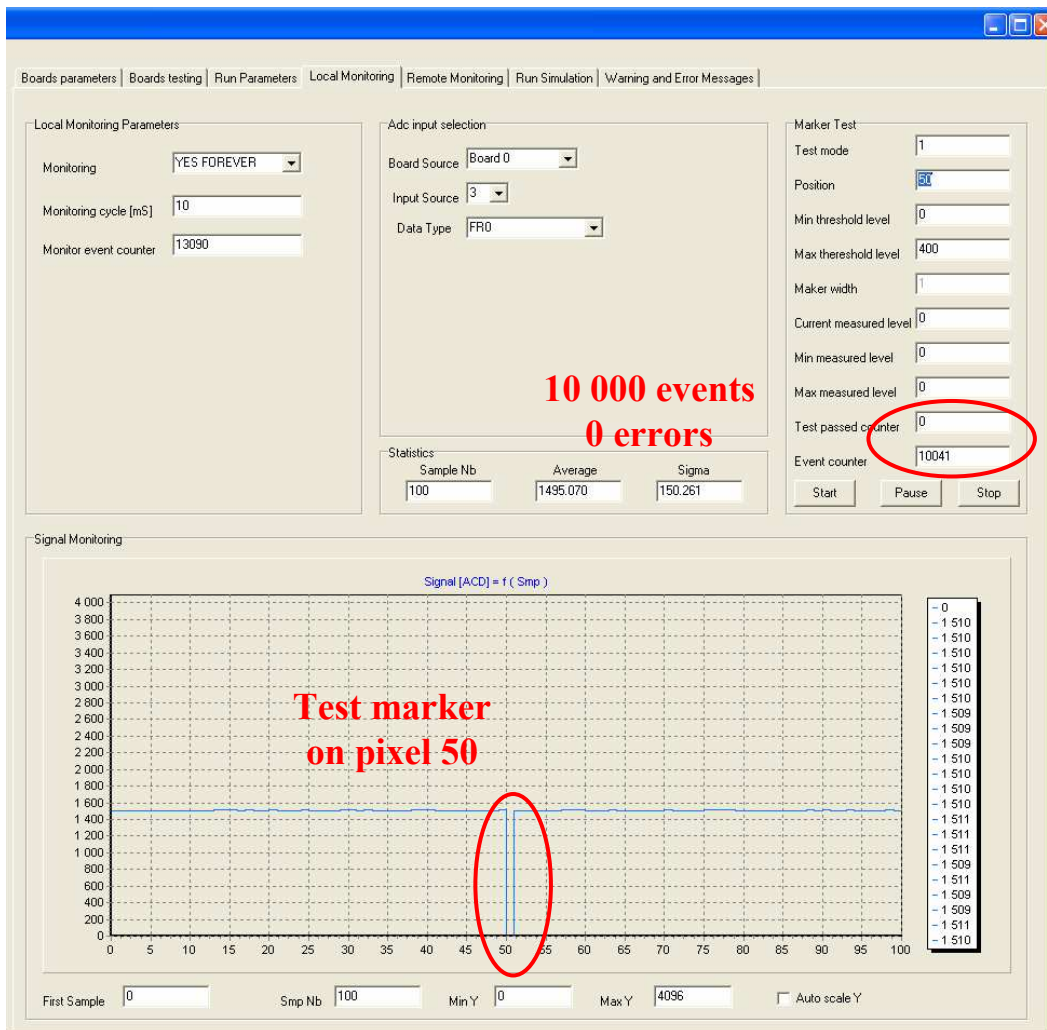 Boards parameters
Boards testing
Run Parameters
Local Monitoring
Remote Monitoring
Run Simulation
Warning and Error Messages
Local Monitoring Parameters
Monitoring YES FOREVER
Monitoring cycle [mS] 10
Monitor event counter 13090
Adc input selection
Board Source Board 0
Input Source 3
Data Type FR0
10 000 events
0 errors
Statistics
Sample Nb Average Sigma
100 1495.070 150.261
Marker Test
Test mode 1
Position 50
Min threshold level 0
Max thereshold level 400
Maker width 1
Current measured level 0
Min measured level 0
Max measured level 0
Test passed counter 0
Event counter 10041
Start Pause Stop
Signal Monitoring
Signal [ACD] = f ( Smp )
4 000
3 800
3 600
3 400
3 200
3 000
2 800
2 600
2 400
2 200
2 000
1 800
1 600
1 400
1 200
1 000
800
600
400
200
0
Test marker
on pixel 50
0 5 10 15 20 25 30 35 40 45 50 55 60 65 70 75 80 85 90 95 100
0
1 510
1 510
1 510
1 510
1 510
1 510
1 509
1 509
1 509
1 510
1 510
1 510
1 510
1 511
1 511
1 511
1 509
1 511
1 509
1 509
1 511
1 510
First Sample 0 Smp Nb 100 Min Y 0 Max Y 4096 Auto scale Y